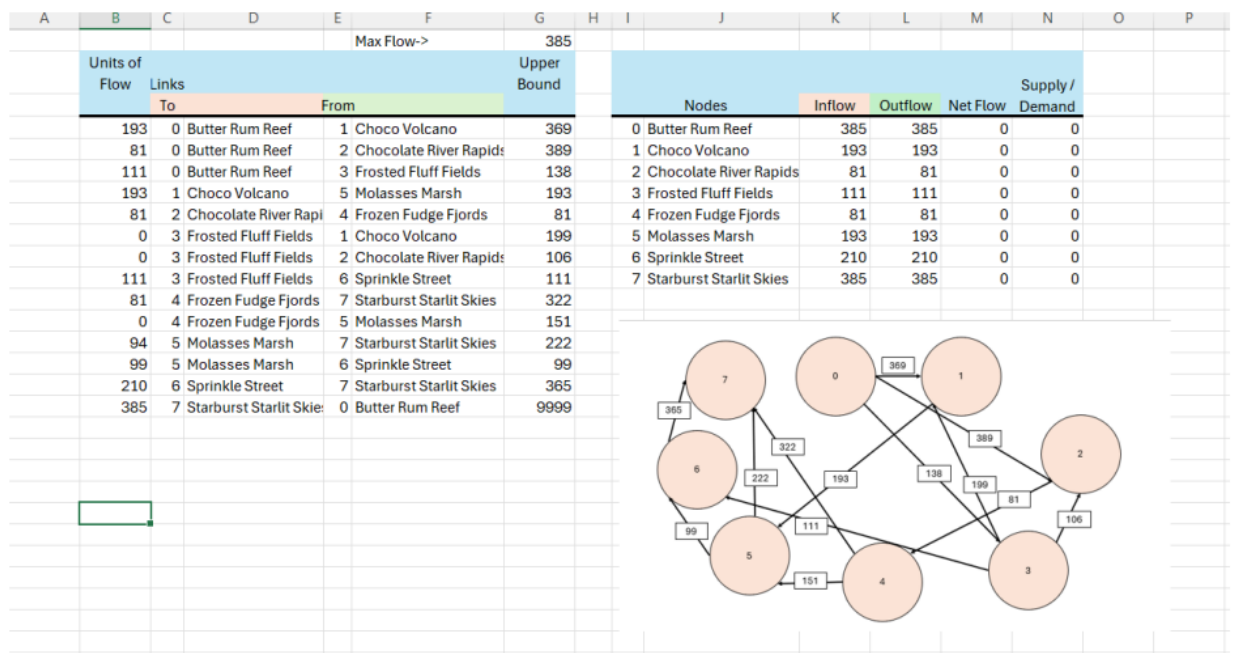 A B C D E F G H I J K L M N O P
Max Flow-> 385
Units of Flow Links Upper Bound
To From
Nodes Inflow Outflow Net Flow Supply / Demand
193 0 Butter Rum Reef 1 Choco Volcano 369
81 0 Butter Rum Reef 2 Chocolate River Rapids 389
111 0 Butter Rum Reef 3 Frosted Fluff Fields 138
193 1 Choco Volcano 5 Molasses Marsh 193
81 2 Chocolate River Rapi 4 Frozen Fudge Fjords 81
0 3 Frosted Fluff Fields 1 Choco Volcano 199
0 3 Frosted Fluff Fields 2 Chocolate River Rapids 106
111 3 Frosted Fluff Fields 6 Sprinkle Street 111
81 4 Frozen Fudge Fjords 7 Starburst Starlit Skies 322
0 4 Frozen Fudge Fjords 5 Molasses Marsh 151
94 5 Molasses Marsh 7 Starburst Starlit Skies 222
99 5 Molasses Marsh 6 Sprinkle Street 99
210 6 Sprinkle Street 7 Starburst Starlit Skies 365
385 7 Starburst Starlit Skies 0 Butter Rum Reef 9999
0 Butter Rum Reef 385 385 0 0
1 Choco Volcano 193 193 0 0
2 Chocolate River Rapids 81 81 0 0
3 Frosted Fluff Fields 111 111 0 0
4 Frozen Fudge Fjords 81 81 0 0
5 Molasses Marsh 193 193 0 0
6 Sprinkle Street 210 210 0 0
7 Starburst Starlit Skies 385 385 0 0
7 0 369 1
365
322 389 2
6 222 193 138 199
81
99 111 106
5 151 4 3